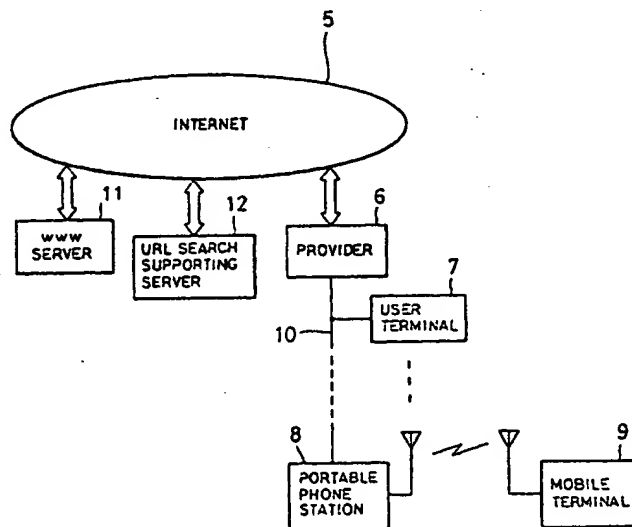 5
INTERNET
11
WWW
SERVER
12
URL SEARCH
SUPPORTING
SERVER
6
PROVIDER
7
USER
TERMINAL
10
8
PORTABLE
PHONE
STATION
9
MOBILE
TERMINAL